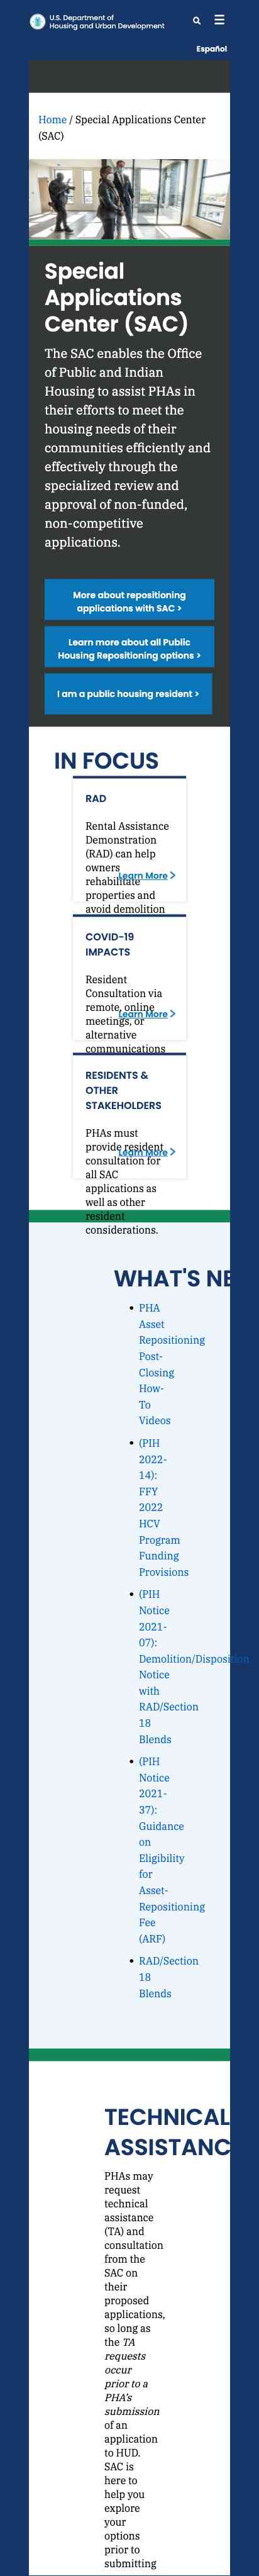 U.S. Department of
Housing and Urban Development
Español
Home / Special Applications Center
(SAC)
Special
Applications
Center (SAC)
The SAC enables the Office
of Public and Indian
Housing to assist PHAs in
their efforts to meet the
housing needs of their
communities efficiently and
effectively through the
specialized review and
approval of non-funded,
non-competitive
applications.
More about repositioning
applications with SAC >
Learn more about all Public
Housing Repositioning options >
I am a public housing resident >
IN FOCUS
RAD
Rental Assistance
Demonstration
(RAD) can help
owners
Learn More >
rehabilitate
properties and
avoid demolition
COVID-19
IMPACTS
Resident
Consultation via
remote, online
Learn More >
meetings, or
alternative
communications
RESIDENTS &
OTHER
STAKEHOLDERS
PHAs must
provide resident
Learn More >
consultation for
all SAC
applications as
well as other
resident
considerations.
WHAT'S NE
• PHA
Asset
Repositioning
Post-
Closing
How-
To
Videos
• (PIH
2022-
14):
FFY
2022
HCV
Program
Funding
Provisions
• (PIH
Notice
2021-
07):
Demolition/Disposition
Notice
with
RAD/Section
18
Blends
• (PIH
Notice
2021-
37):
Guidance
on
Eligibility
for
Asset-
Repositioning
Fee
(ARF)
• RAD/Section
18
Blends
TECHNICAL
ASSISTANC
PHAs may
request
technical
assistance
(TA) and
consultation
from the
SAC on
their
proposed
applications,
so long as
the TA
requests
occur
prior to a
PHA's
submission
of an
application
to HUD.
SAC is
here to
help you
explore
your
options
prior to
submitting